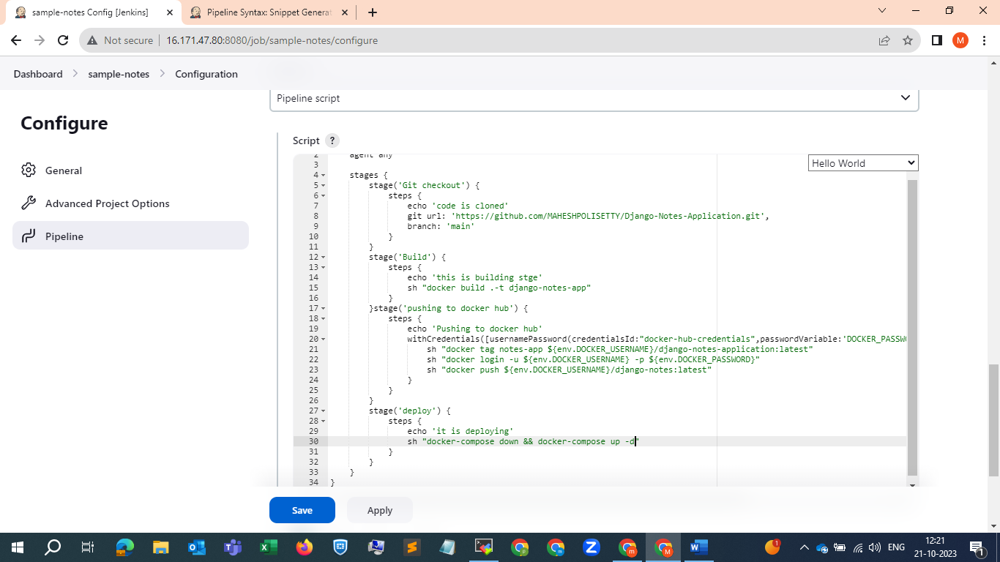 sample-notes Config [Jenkins]
Pipeline Syntax: Snippet Generat
Not secure
16.171.47.80:8080/job/sample-notes/configure
M
Dashboard
sample-notes
Configuration
Configure
General
Advanced Project Options
Pipeline
Pipeline script
Script ?
Hello World
2 agent any
3
4 stages {
5 stage('Git checkout') {
6 steps {
7 echo 'code is cloned'
8 git url: 'https://github.com/MAHESHPOLISETTY/Django-Notes-Application.git',
9 branch: 'main'
10 }
11 }
12 stage('Build') {
13 steps {
14 echo 'this is building stge'
15 sh "docker build .-t django-notes-app"
16 }
17 }stage('pushing to docker hub') {
18 steps {
19 echo 'Pushing to docker hub'
20 withCredentials([usernamePassword(credentialsId:"docker-hub-credentials",passwordVariable:'DOCKER_PASSW
21 sh "docker tag notes-app ${env.DOCKER_USERNAME}/django-notes-application:latest"
22 sh "docker login -u ${env.DOCKER_USERNAME} -p ${env.DOCKER_PASSWORD}"
23 sh "docker push ${env.DOCKER_USERNAME}/django-notes:latest"
24 }
25 }
26 }
27 stage('deploy') {
28 steps {
29 echo 'it is deploying'
30 sh "docker-compose down && docker-compose up -d"
31 }
32 }
33 }
34 }
Save
Apply
ENG
12:21
21-10-2023
1